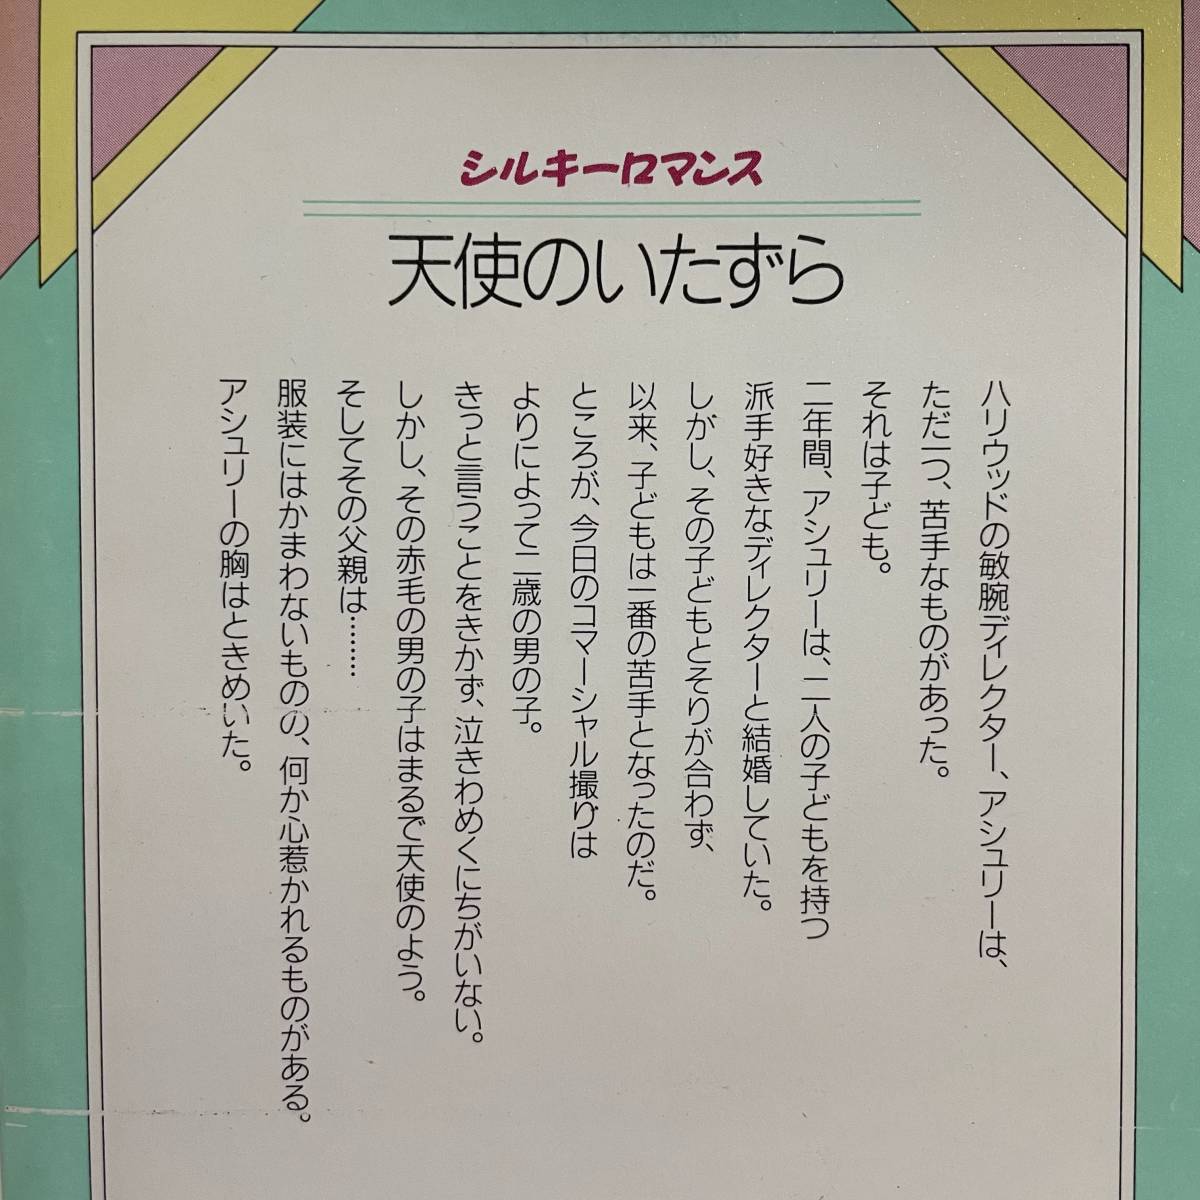 シルキーロマンス
天使のいたずら
ハリウッドの敏腕ディレクター、アシュリーは、
ただ一つ、苦手なものがあった。
それは子ども。
二年間、アシュリーは、二人の子どもを持つ
派手好きなディレクターと結婚していた。
しかし、その子どもとそりが合わず、
以来、子どもは一番の苦手となったのだ。
ところが、今日のコマーシャル撮りは
よりによって二歳の男の子。
きっと言うことをきかず、泣きわめくにちがいない。
しかし、その赤毛の男の子はまるで天使のよう。
そしてその父親は………
服装にはかまわないものの、何か心惹かれるものがある。
アシュリーの胸はときめいた。